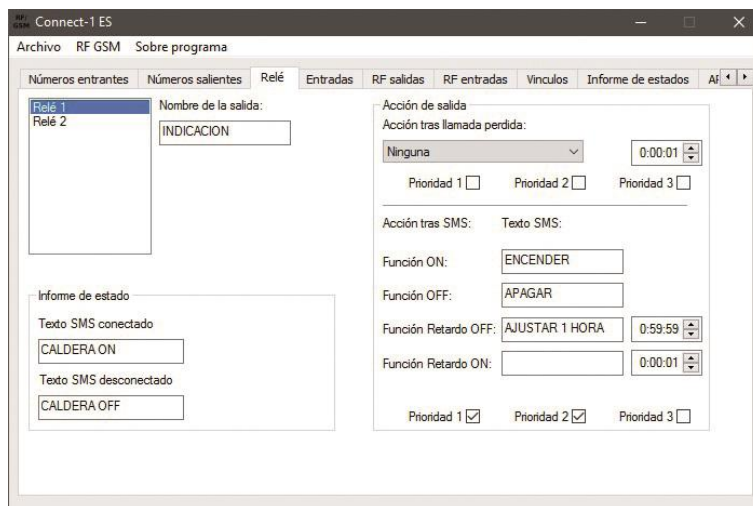 RF: GSM
Connect-1 ES
Archivo RF GSM Sobre programa
Números entrantes Números salientes Relé Entradas RF salidas RF entradas Vinculos Informe de estados
Relé 1
Relé 2
Nombre de la salida:
INDICACION
Informe de estado
Texto SMS conectado
CALDERA ON
Texto SMS desconectado
CALDERA OFF
Acción de salida
Acción tras llamada perdida:
Ninguna 0:00:01
Prioridad 1 Prioridad 2 Prioridad 3
Acción tras SMS: Texto SMS:
Función ON: ENCENDER
Función OFF: APAGAR
Función Retardo OFF: AJUSTAR 1 HORA 0:59:59
Función Retardo ON: 0:00:01
Prioridad 1 Prioridad 2 Prioridad 3